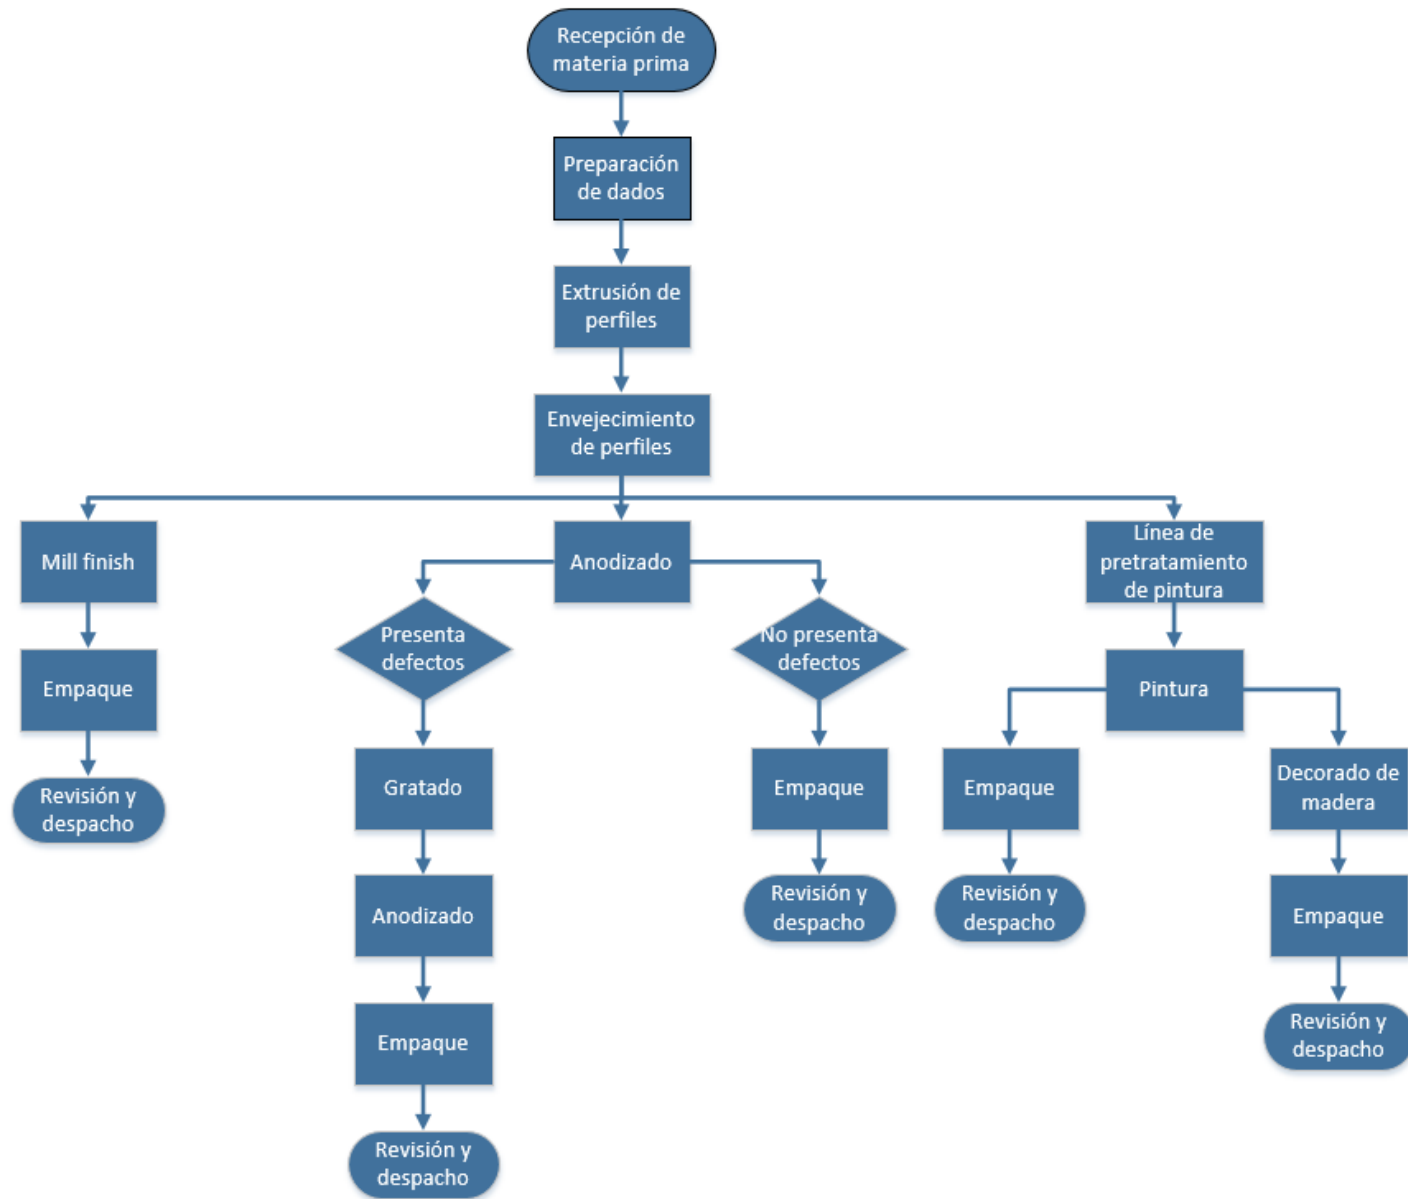 Recepción de
materia prima
Preparación
de dados
Extrusión de
perfiles
Envejecimiento
de perfiles
Mill finish
Anodizado
Línea de
pretratamiento
de pintura
Presenta
defectos
No presenta
defectos
Empaque
Pintura
Revisión y
despacho
Gratado
Empaque
Empaque
Decorado de
madera
Anodizado
Revisión y
despacho
Revisión y
despacho
Empaque
Empaque
Revisión y
despacho
Revisión y
despacho